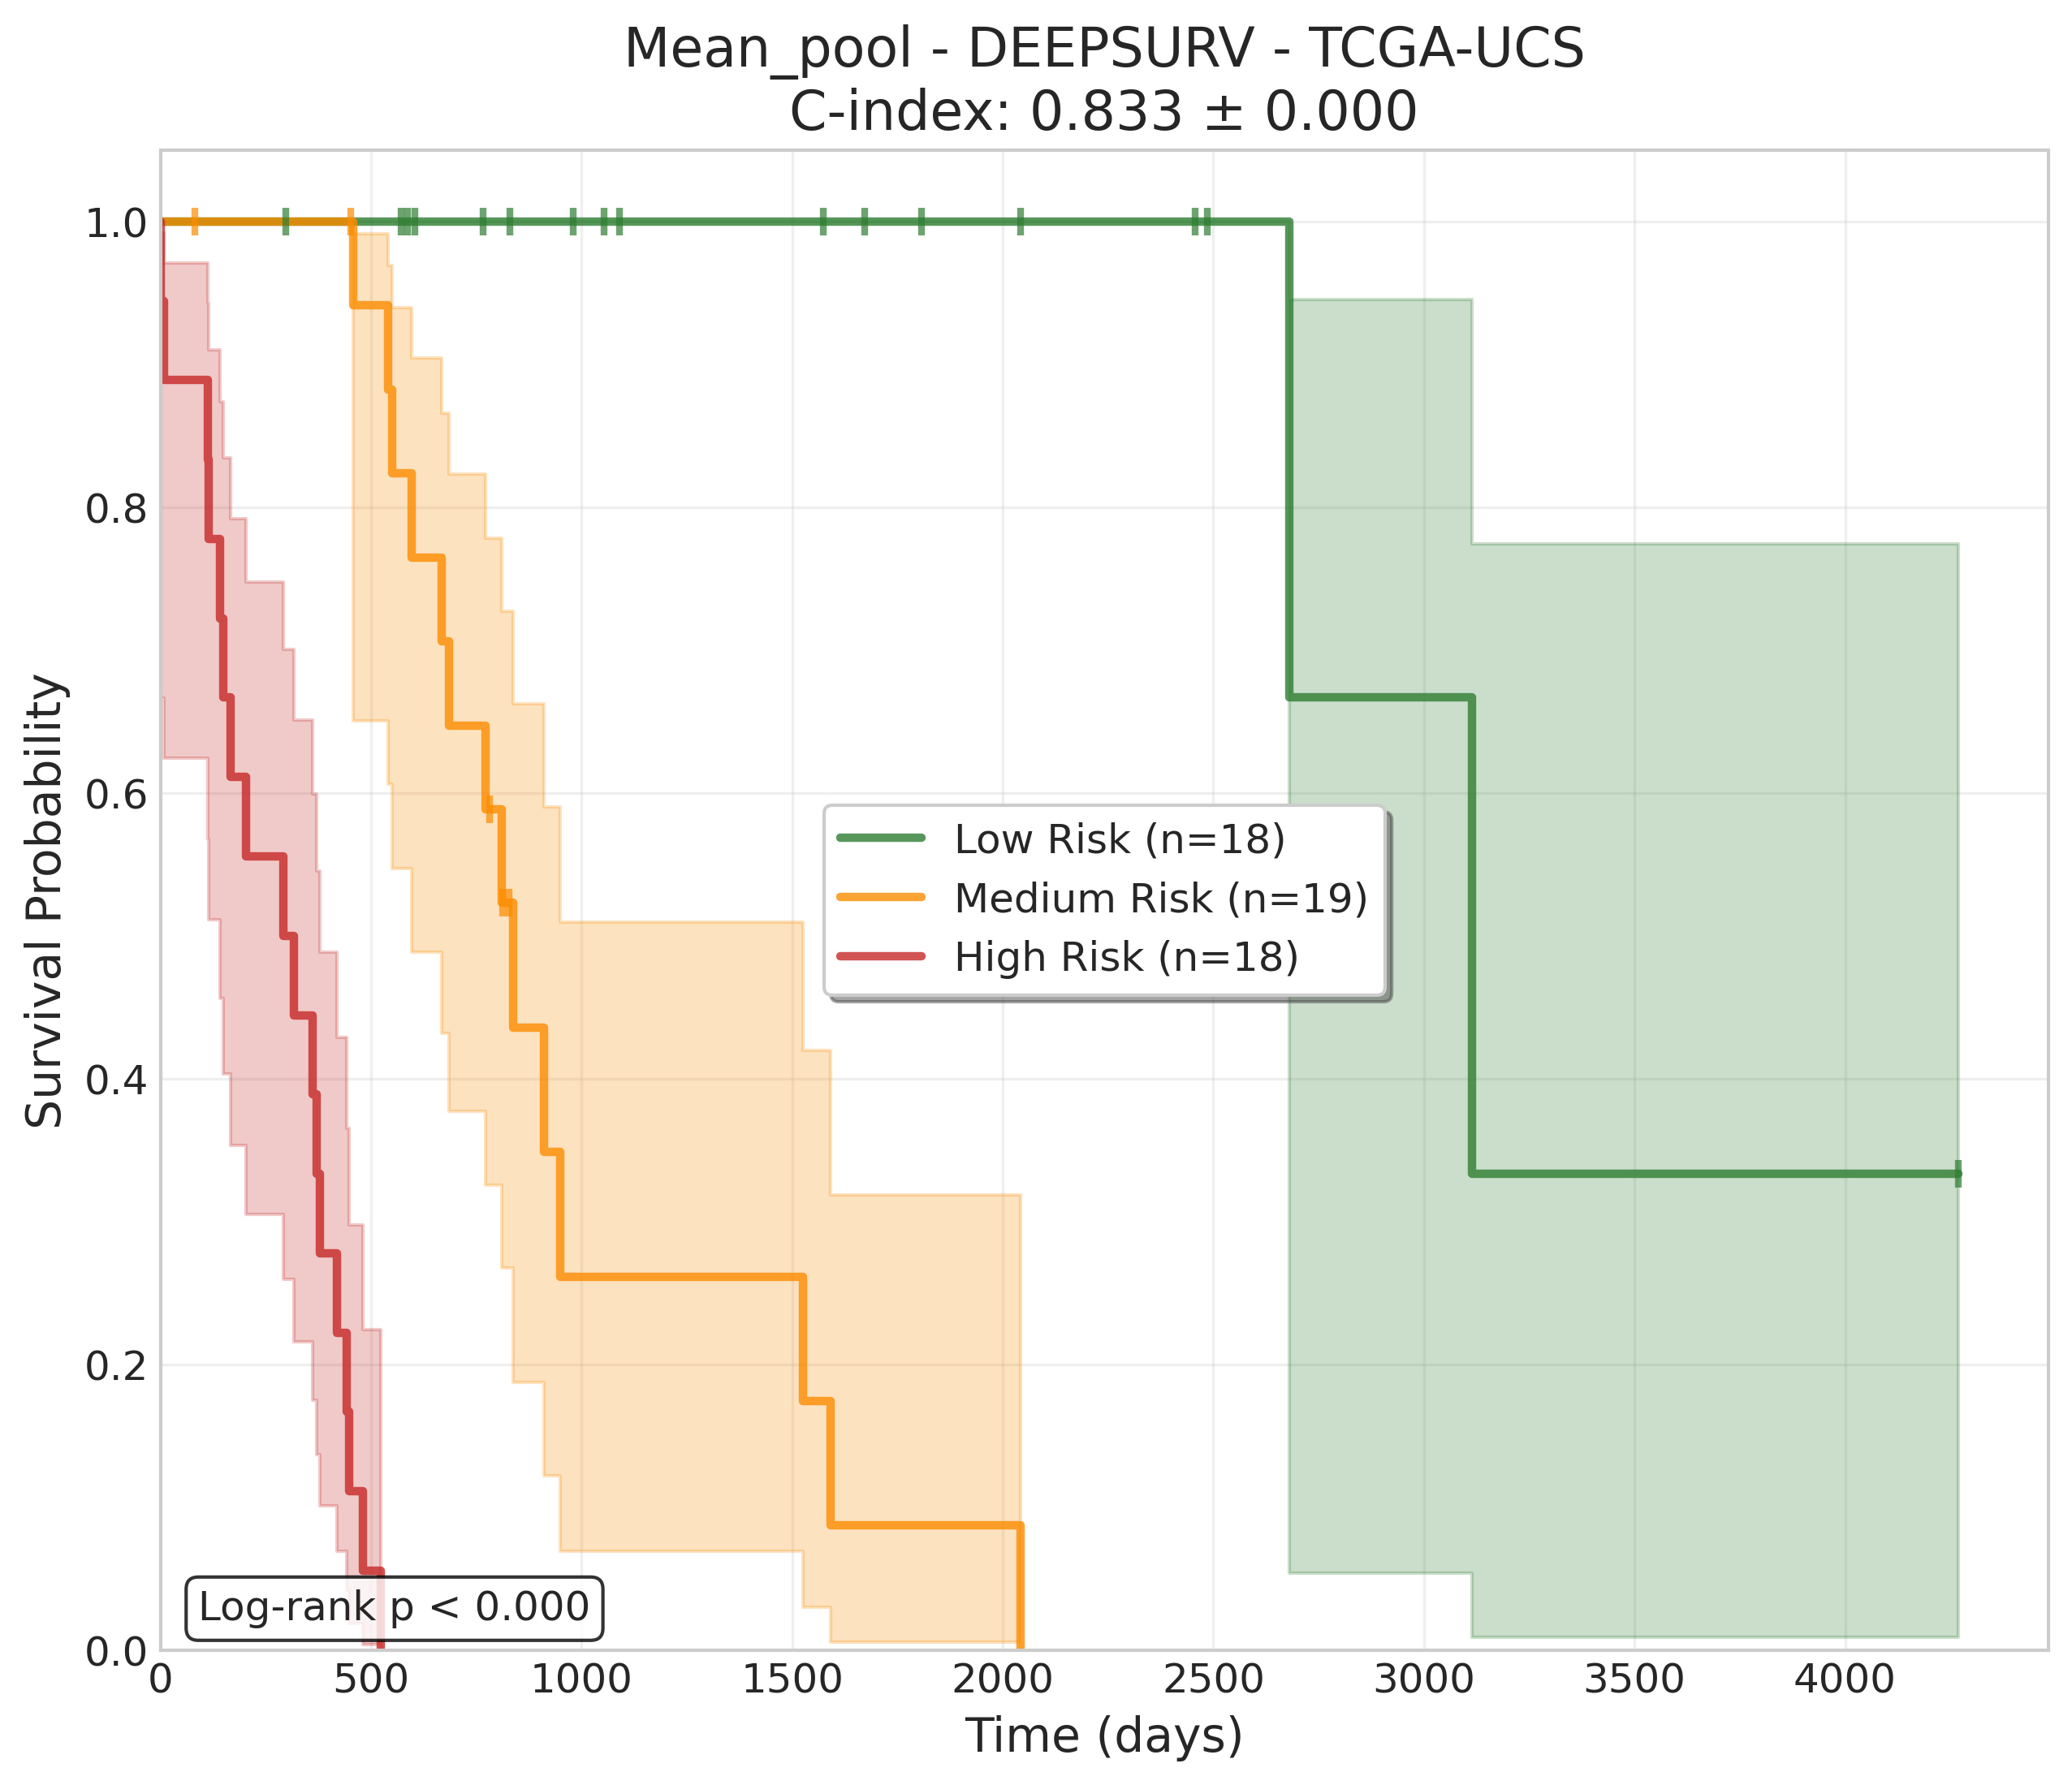 Mean_pool - DEEPSURV - TCGA-UCS
C-index: 0.833 ± 0.000
Survival Probability
1.0
0.8
0.6
0.4
0.2
0.0
Low Risk (n=18)
Medium Risk (n=19)
High Risk (n=18)
Log-rank p < 0.000
0 500 1000 1500 2000 2500 3000 3500 4000
Time (days)